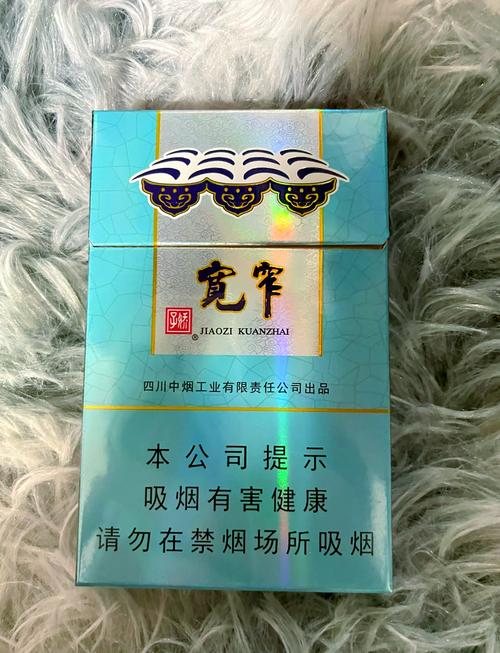 宽窄
娇子
® JIAOZI KUANZHAI
四川中烟工业有限责任公司出品
本公司提示
吸烟有害健康
请勿在禁烟场所吸烟